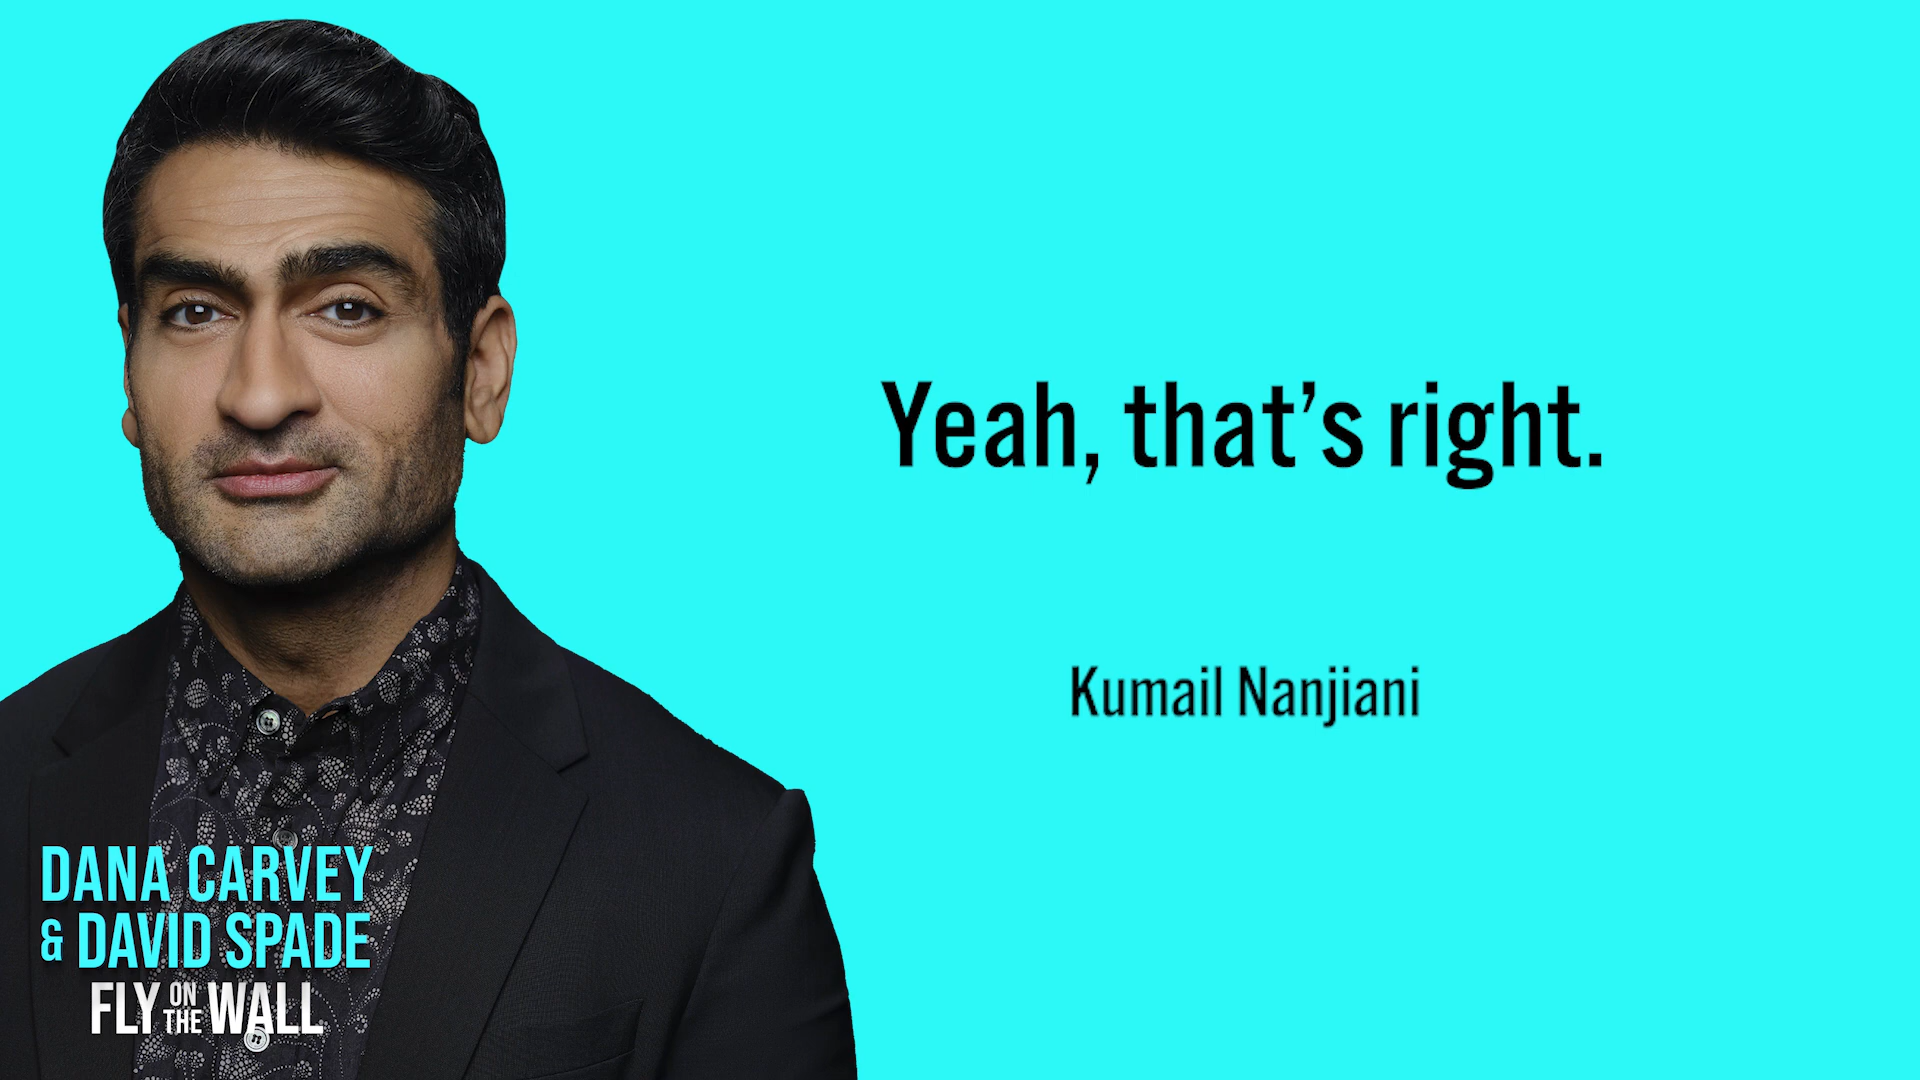 Yeah, that’s right.
Kumail Nanjiani
DANA CARVEY
& DAVID SPADE
FLY ON THE WALL